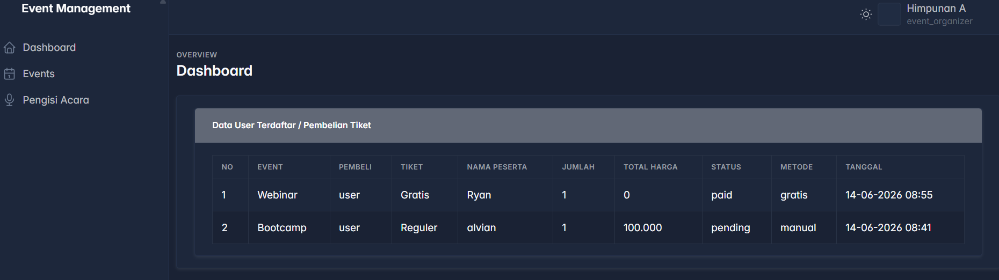 Event Management
Himpunan A
event_organizer
Dashboard
Events
Pengisi Acara
OVERVIEW
Dashboard
Data User Terdaftar / Pembelian Tiket
NO EVENT PEMBELI TIKET NAMA PESERTA JUMLAH TOTAL HARGA STATUS METODE TANGGAL
1 Webinar user Gratis Ryan 1 0 paid gratis 14-06-2026 08:55
2 Bootcamp user Reguler alvian 1 100.000 pending manual 14-06-2026 08:41